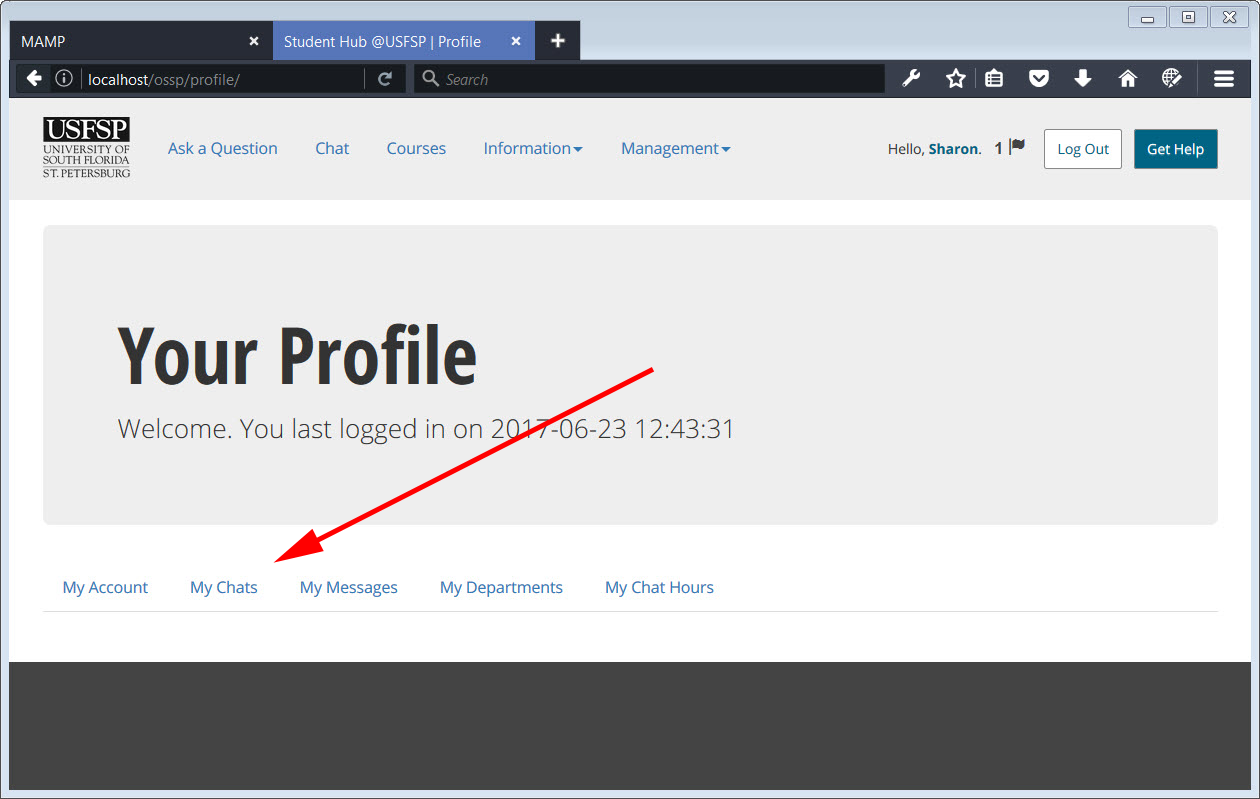 MAMP
Student Hub @USFSP | Profile
localhost/ossp/profile/
Search
USFSP
UNIVERSITY OF
SOUTH FLORIDA
ST. PETERSBURG
Ask a Question Chat Courses Information Management
Hello, Sharon. 1 Log Out Get Help
Your Profile
Welcome. You last logged in on 2017-06-23 12:43:31
My Account My Chats My Messages My Departments My Chat Hours